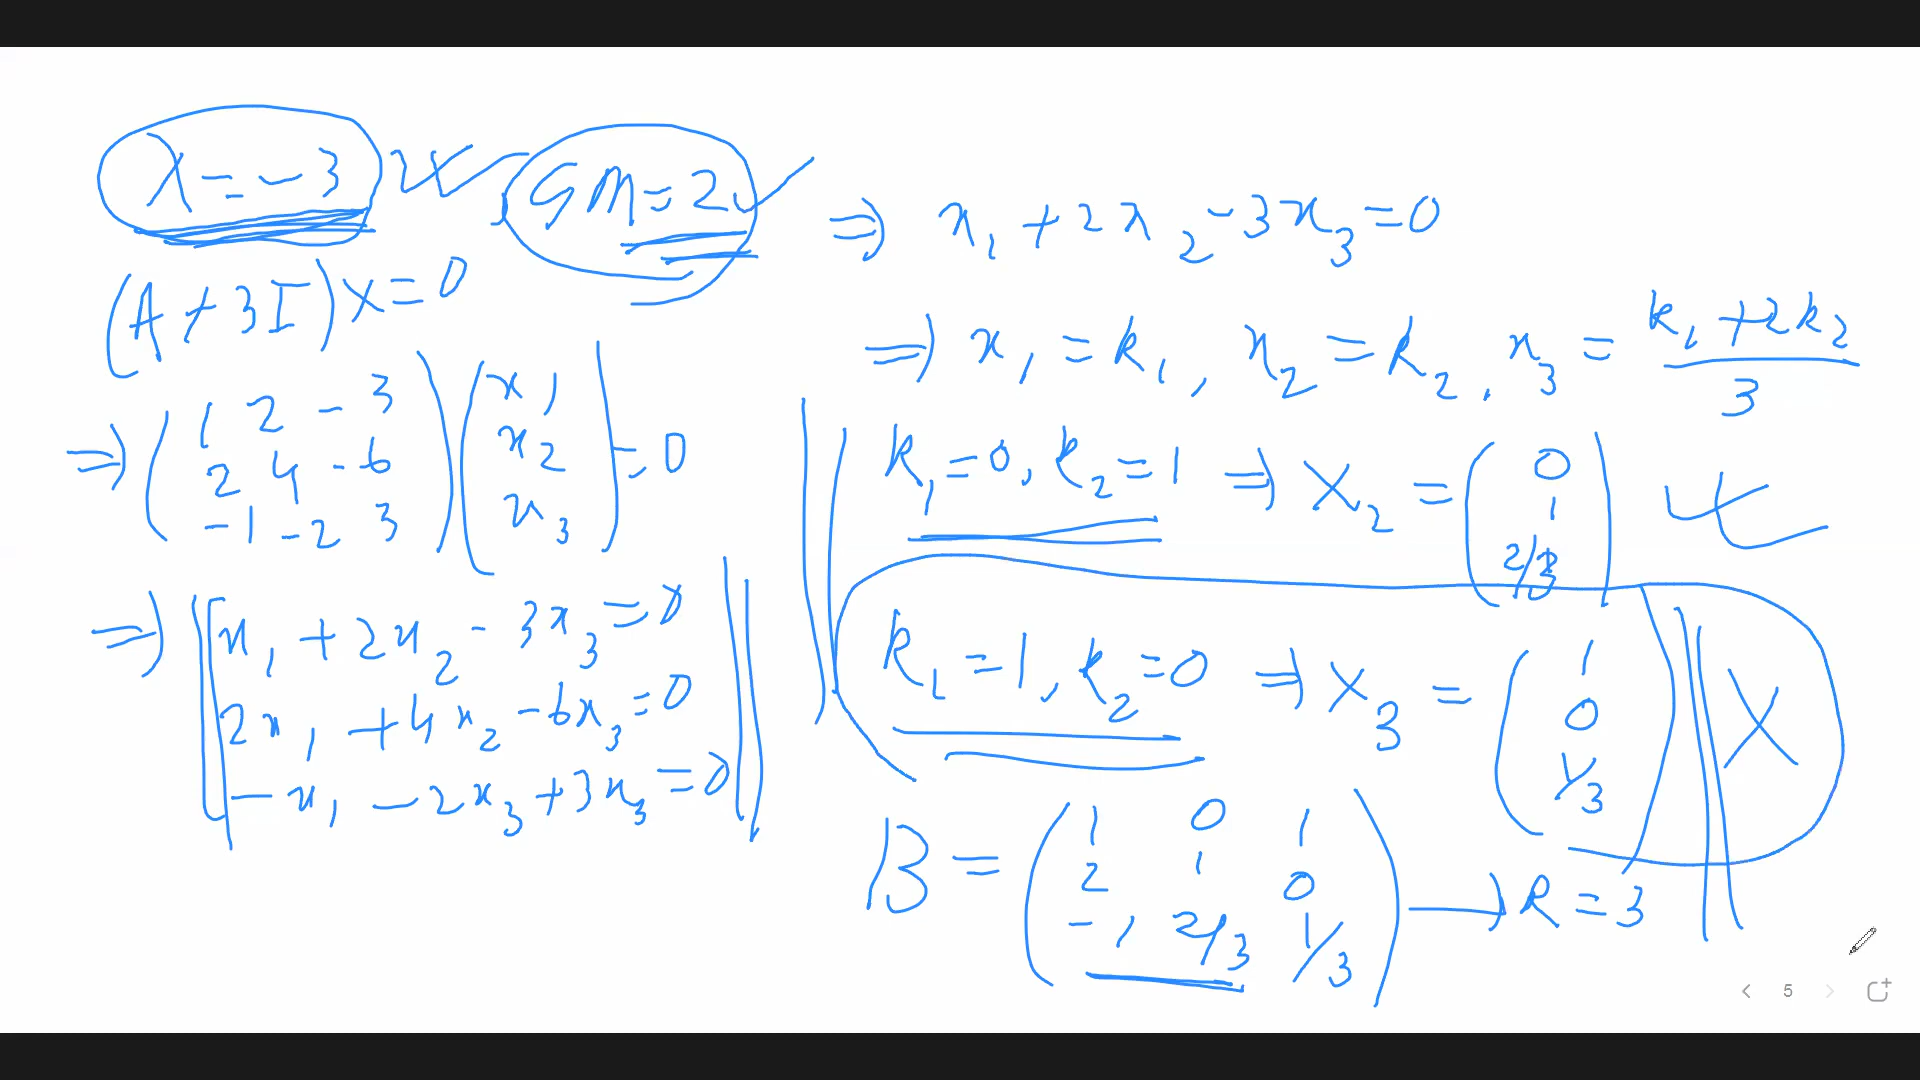 λ = -3
GM = 2
(A + 3I) X = 0
⇒ ( 1 2 -3 ) ( x1 )
( 2 4 -6 ) ( x2 ) = 0
( -1 -2 3 ) ( x3 )
⇒ x1 + 2x2 - 3x3 = 0
2x1 + 4x2 - 6x3 = 0
-x1 - 2x3 + 3x3 = 0
⇒ x1 + 2x2 - 3x3 = 0
⇒ x1 = k1, x2 = k2, x3 = (k1 + 2k2)/3
k1 = 0, k2 = 1 ⇒ X2 = ( 0
1
2/3 )
k1 = 1, k2 = 0 ⇒ X3 = ( 1
0
1/3 )
B = ( 1 0 1
2 1 0
-1 2/3 1/3 ) → R = 3
5